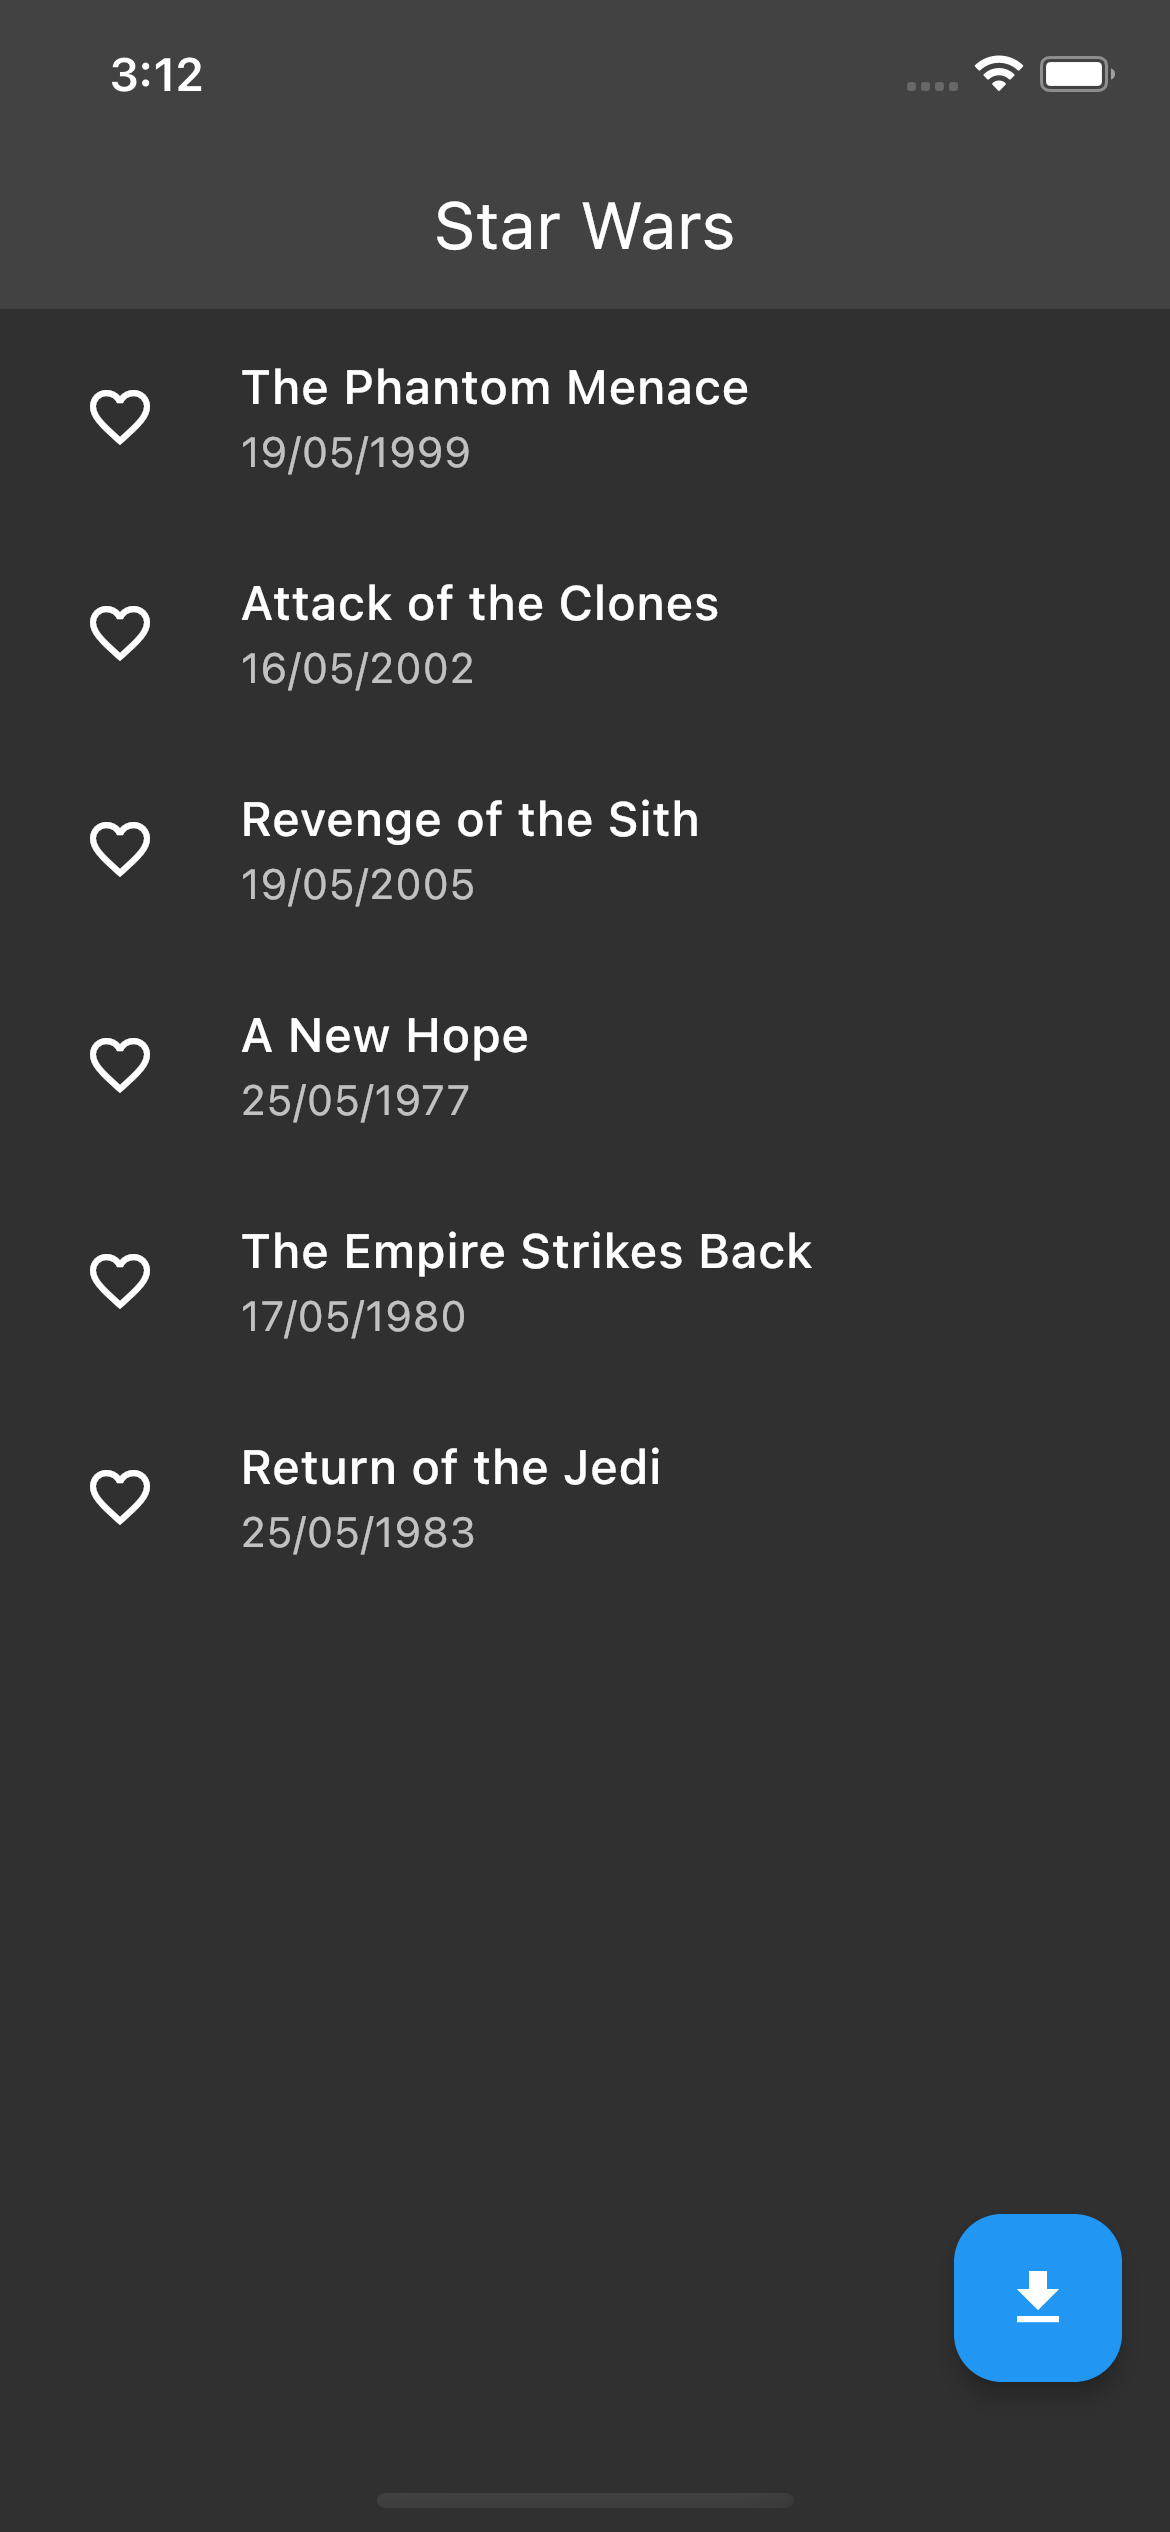 3:12
Star Wars
The Phantom Menace
19/05/1999
Attack of the Clones
16/05/2002
Revenge of the Sith
19/05/2005
A New Hope
25/05/1977
The Empire Strikes Back
17/05/1980
Return of the Jedi
25/05/1983